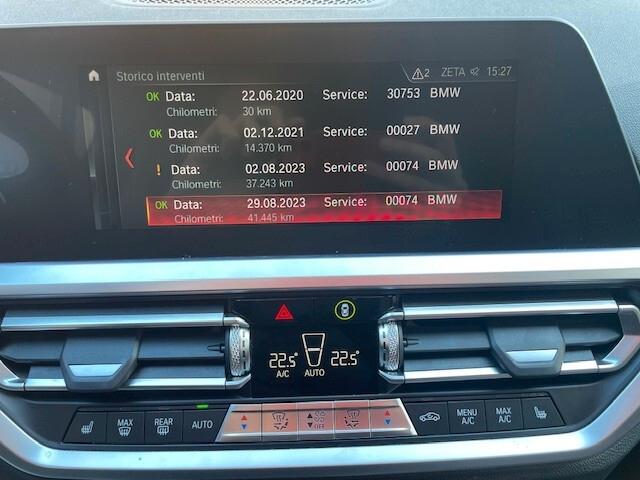 Storico interventi 2 ZETA 15:27
OK Data: 22.06.2020 Service: 30753 BMW
Chilometri: 30 km
OK Data: 02.12.2021 Service: 00027 BMW
Chilometri: 14.370 km
! Data: 02.08.2023 Service: 00074 BMW
Chilometri: 37.243 km
OK Data: 29.08.2023 Service: 00074 BMW
Chilometri: 41.445 km
22.5° 22.5°
A/C AUTO
MAX REAR AUTO OFF MENU A/C MAX A/C